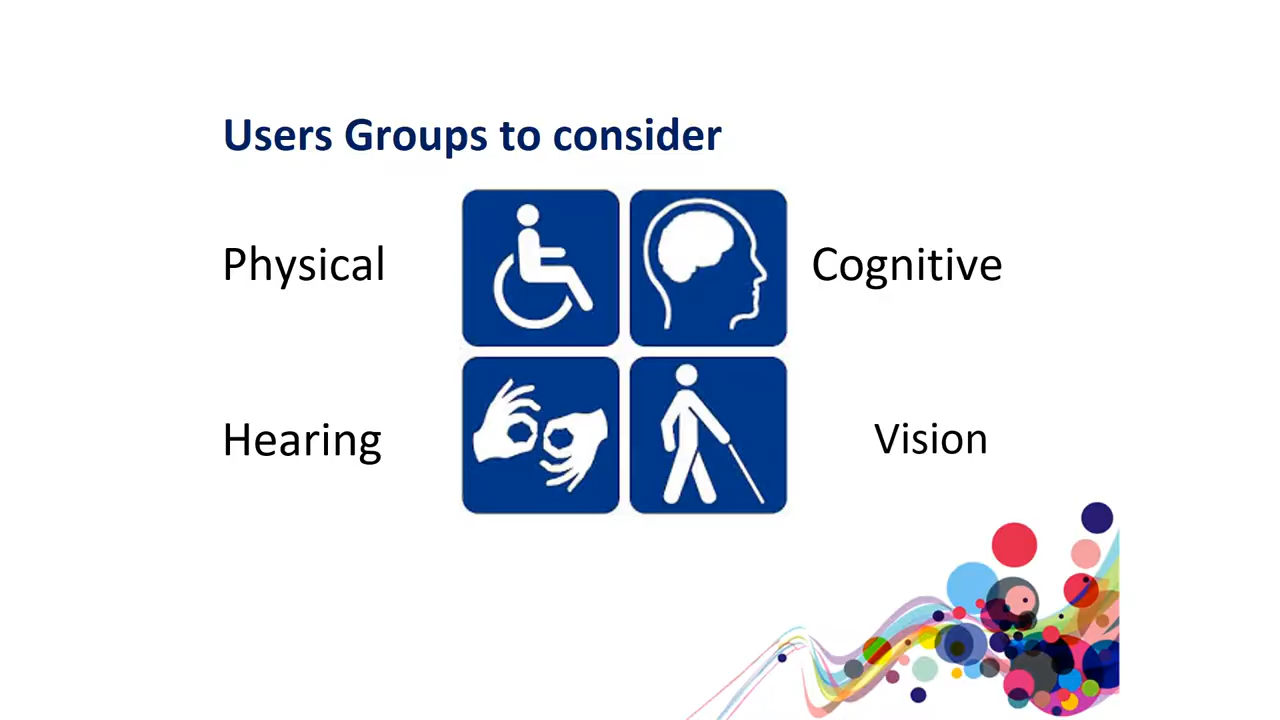 Users Groups to consider
Physical
Cognitive
Hearing
Vision